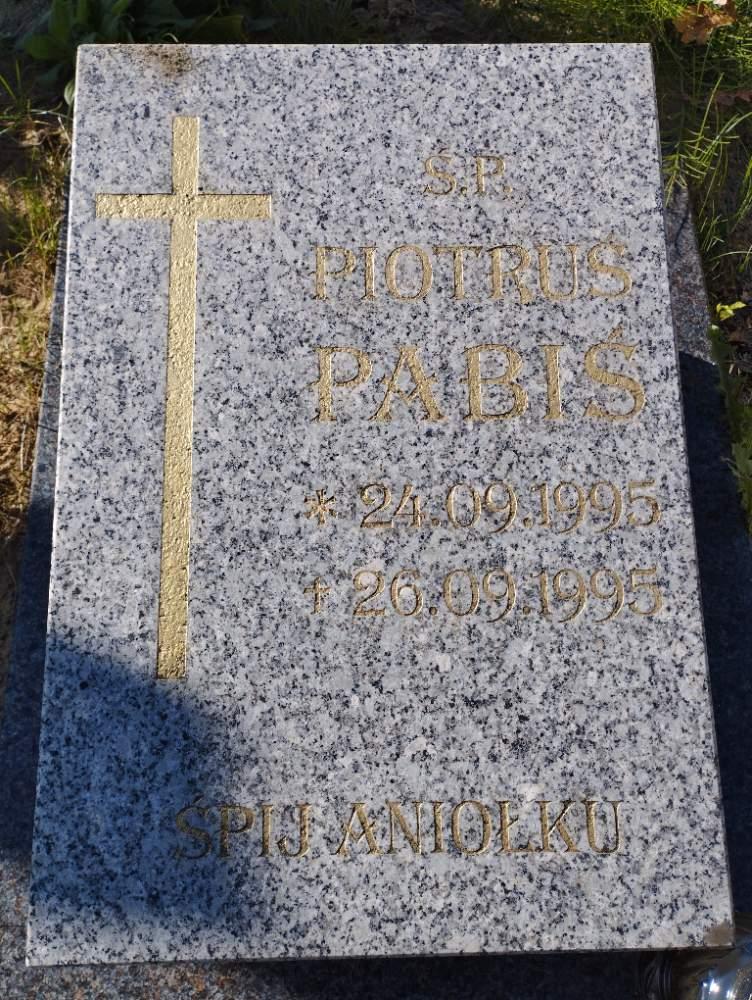 Ś.P.
PIOTRUŚ
PABIŚ
* 24.09.1995
+ 26.09.1995
ŚPIJ ANIOŁKU